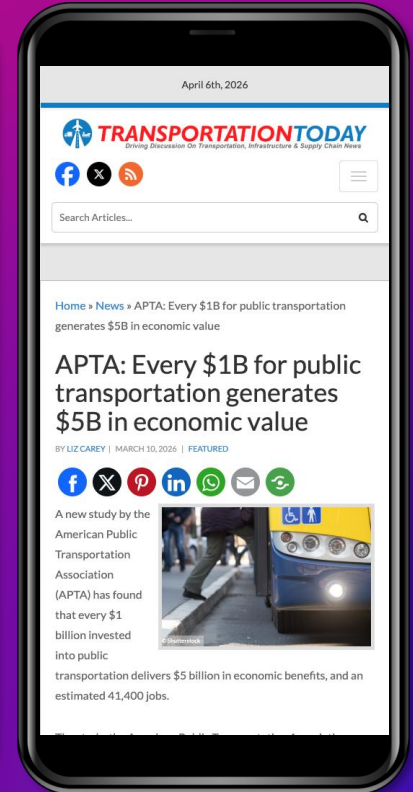 April 6th, 2026
TRANSPORTATIONTODAY
Driving Discussion On Transportation, Infrastructure & Supply Chain News
Search Articles...
Home » News » APTA: Every $1B for public transportation
generates $5B in economic value
APTA: Every $1B for public
transportation generates
$5B in economic value
BY LIZ CAREY | MARCH 10, 2026 | FEATURED
A new study by the
American Public
Transportation
Association
(APTA) has found
that every $1
billion invested
into public
© Shutterstock
transportation delivers $5 billion in economic benefits, and an
estimated 41,400 jobs.